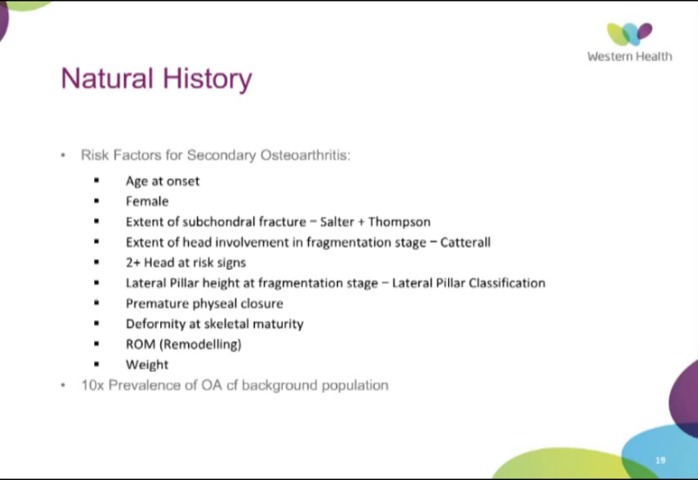 Western Health
Natural History
• Risk Factors for Secondary Osteoarthritis:
▪ Age at onset
▪ Female
▪ Extent of subchondral fracture – Salter + Thompson
▪ Extent of head involvement in fragmentation stage – Catterall
▪ 2+ Head at risk signs
▪ Lateral Pillar height at fragmentation stage – Lateral Pillar Classification
▪ Premature physeal closure
▪ Deformity at skeletal maturity
▪ ROM (Remodelling)
▪ Weight
• 10x Prevalence of OA cf background population
19